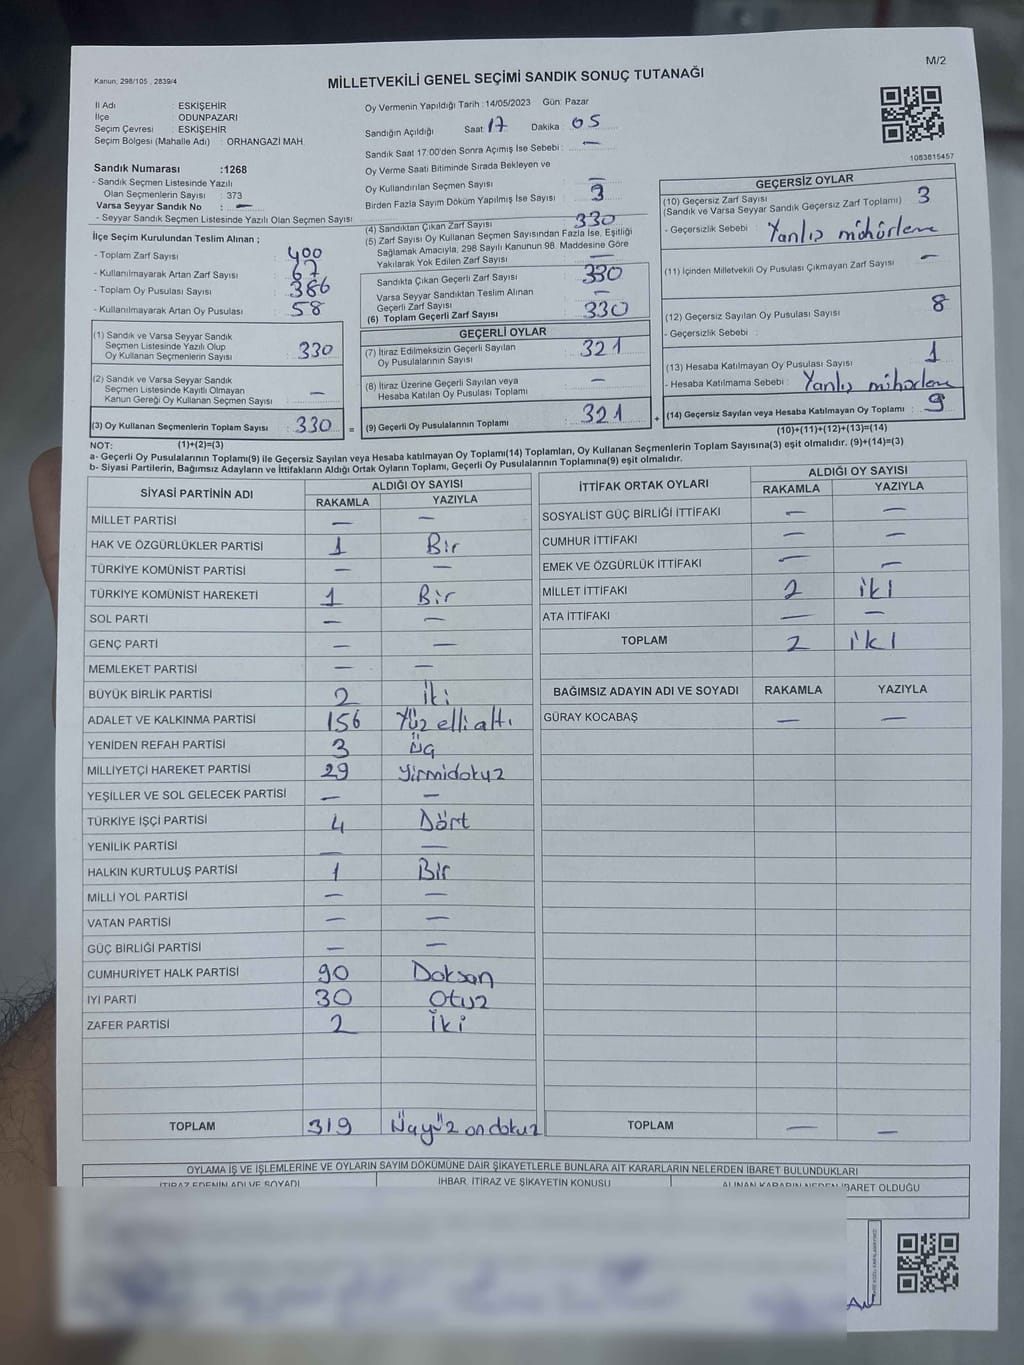 Kanun: 298/105 , 2839/4
MİLLETVEKİLİ GENEL SEÇİMİ SANDIK SONUÇ TUTANAĞI
M/2
İl Adı : ESKİŞEHİR
İlçe : ODUNPAZARI
Seçim Çevresi : ESKİŞEHİR
Seçim Bölgesi (Mahalle Adı) : ORHANGAZİ MAH.
Oy Vermenin Yapıldığı Tarih : 14/05/2023 Gün: Pazar
Sandığın Açıldığı Saat: 17 Dakika : 05
Sandık Saat 17:00'den Sonra Açımış İse Sebebi : —
Oy Verme Saati Bitiminde Sırada Bekleyen ve
Oy Kullandırılan Seçmen Sayısı —
Birden Fazla Sayım Döküm Yapılmış İse Sayısı : 3
1083815457
Sandık Numarası :1268
- Sandık Seçmen Listesinde Yazılı
Olan Seçmenlerin Sayısı : 373
Varsa Seyyar Sandık No : —
- Seyyar Sandık Seçmen Listesinde Yazılı Olan Seçmen Sayısı
İlçe Seçim Kurulundan Teslim Alınan ;
- Toplam Zarf Sayısı : 400
- Kullanılmayarak Artan Zarf Sayısı : 67
- Toplam Oy Pusulası Sayısı : 386
- Kullanılmayarak Artan Oy Pusulası : 58
(1) Sandık ve Varsa Seyyar Sandık
Seçmen Listesinde Yazılı Olup
Oy Kullanan Seçmenlerin Sayısı : 330
(2) Sandık ve Varsa Seyyar Sandık
Seçmen Listesinde Kayıtlı Olmayan
Kanun Gereği Oy Kullanan Seçmen Sayısı : —
(3) Oy Kullanan Seçmenlerin Toplam Sayısı : 330
(1)+(2)=(3)
(4) Sandıktan Çıkan Zarf Sayısı 330
(5) Zarf Sayısı Oy Kullanan Seçmen Sayısından Fazla İse, Eşitliği
Sağlamak Amacıyla, 298 Sayılı Kanunun 98. Maddesine Göre
Yakılarak Yok Edilen Zarf Sayısı —
Sandıkta Çıkan Geçerli Zarf Sayısı : 330
Varsa Seyyar Sandıktan Teslim Alınan
Geçerli Zarf Sayısı : —
(6) Toplam Geçerli Zarf Sayısı : 330
GEÇERLİ OYLAR
(7) İtiraz Edilmeksizin Geçerli Sayılan
Oy Pusulalarının Sayısı : 321
(8) İtiraz Üzerine Geçerli Sayılan veya
Hesaba Katılan Oy Pusulası Toplamı : —
= (9) Geçerli Oy Pusulalarının Toplamı : 321
GEÇERSİZ OYLAR
(10) Geçersiz Zarf Sayısı
(Sandık ve Varsa Seyyar Sandık Geçersiz Zarf Toplamı) 3
- Geçersizlik Sebebi : Yanlış mühürleme
(11) İçinden Milletvekili Oy Pusulası Çıkmayan Zarf Sayısı —
(12) Geçersiz Sayılan Oy Pusulası Sayısı : 8
- Geçersizlik Sebebi :
(13) Hesaba Katılmayan Oy Pusulası Sayısı : 1
- Hesaba Katılmama Sebebi : Yanlış mühürleme
+ (14) Geçersiz Sayılan veya Hesaba Katılmayan Oy Toplamı : 9
(10)+(11)+(12)+(13)=(14)
NOT:
a- Geçerli Oy Pusulalarının Toplamı(9) ile Geçersiz Sayılan veya Hesaba katılmayan Oy Toplamı(14) Toplamları, Oy Kullanan Seçmenlerin Toplam Sayısına(3) eşit olmalıdır. (9)+(14)=(3)
b- Siyasi Partilerin, Bağımsız Adayların ve İttifakların Aldığı Ortak Oyların Toplamı, Geçerli Oy Pusulalarının Toplamına(9) eşit olmalıdır.
SİYASİ PARTİNİN ADI ALDIĞI OY SAYISI
RAKAMLA YAZIYLA
MİLLET PARTİSİ — —
HAK VE ÖZGÜRLÜKLER PARTİSİ 1 Bir
TÜRKİYE KOMÜNİST PARTİSİ — —
TÜRKİYE KOMÜNİST HAREKETİ 1 Bir
SOL PARTİ — —
GENÇ PARTİ — —
MEMLEKET PARTİSİ — —
BÜYÜK BİRLİK PARTİSİ 2 İki
ADALET VE KALKINMA PARTİSİ 156 Yüz elli altı
YENİDEN REFAH PARTİSİ 3 Üç
MİLLİYETÇİ HAREKET PARTİSİ 29 Yirmidokuz
YEŞİLLER VE SOL GELECEK PARTİSİ — —
TÜRKİYE İŞÇİ PARTİSİ 4 Dört
YENİLİK PARTİSİ — —
HALKIN KURTULUŞ PARTİSİ 1 Bir
MİLLİ YOL PARTİSİ — —
VATAN PARTİSİ — —
GÜÇ BİRLİĞİ PARTİSİ — —
CUMHURİYET HALK PARTİSİ 90 Doksan
İYİ PARTİ 30 Otuz
ZAFER PARTİSİ 2 İki
TOPLAM 319 Üçyüz on dokuz
İTTİFAK ORTAK OYLARI ALDIĞI OY SAYISI
RAKAMLA YAZIYLA
SOSYALİST GÜÇ BİRLİĞİ İTTİFAKI — —
CUMHUR İTTİFAKI — —
EMEK VE ÖZGÜRLÜK İTTİFAKI — —
MİLLET İTTİFAKI 2 iki
ATA İTTİFAKI — —
TOPLAM 2 iki
BAĞIMSIZ ADAYIN ADI VE SOYADI RAKAMLA YAZIYLA
GÜRAY KOCABAŞ — —
TOPLAM — —
OYLAMA İŞ VE İŞLEMLERİNE VE OYLARIN SAYIM DÖKÜMÜNE DAİR ŞİKAYETLERLE BUNLARA AİT KARARLARIN NELERDEN İBARET BULUNDUKLARI
İTİRAZ EDENİN ADI VE SOYADI İHBAR, İTİRAZ VE ŞİKAYETİN KONUSU ALINAN KARARIN NEDEN İBARET OLDUĞU